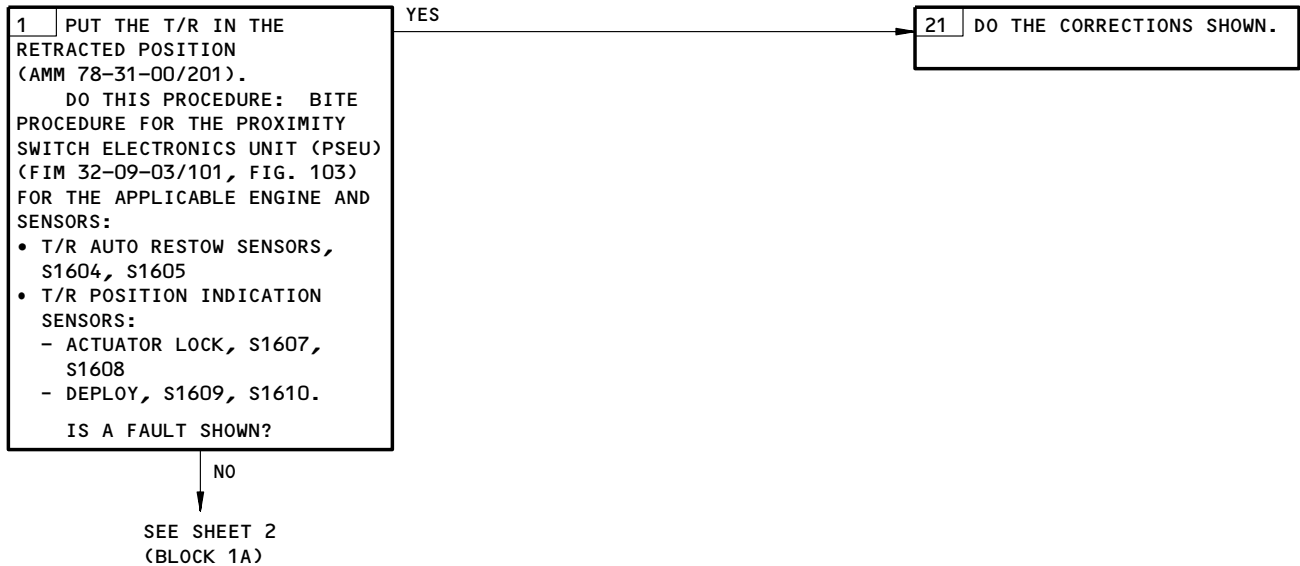 1 PUT THE T/R IN THE
RETRACTED POSITION
(AMM 78-31-00/201).
DO THIS PROCEDURE: BITE
PROCEDURE FOR THE PROXIMITY
SWITCH ELECTRONICS UNIT (PSEU)
(FIM 32-09-03/101, FIG. 103)
FOR THE APPLICABLE ENGINE AND
SENSORS:
• T/R AUTO RESTOW SENSORS,
S1604, S1605
• T/R POSITION INDICATION
SENSORS:
- ACTUATOR LOCK, S1607,
S1608
- DEPLOY, S1609, S1610.
IS A FAULT SHOWN?
YES
21 DO THE CORRECTIONS SHOWN.
NO
SEE SHEET 2
(BLOCK 1A)